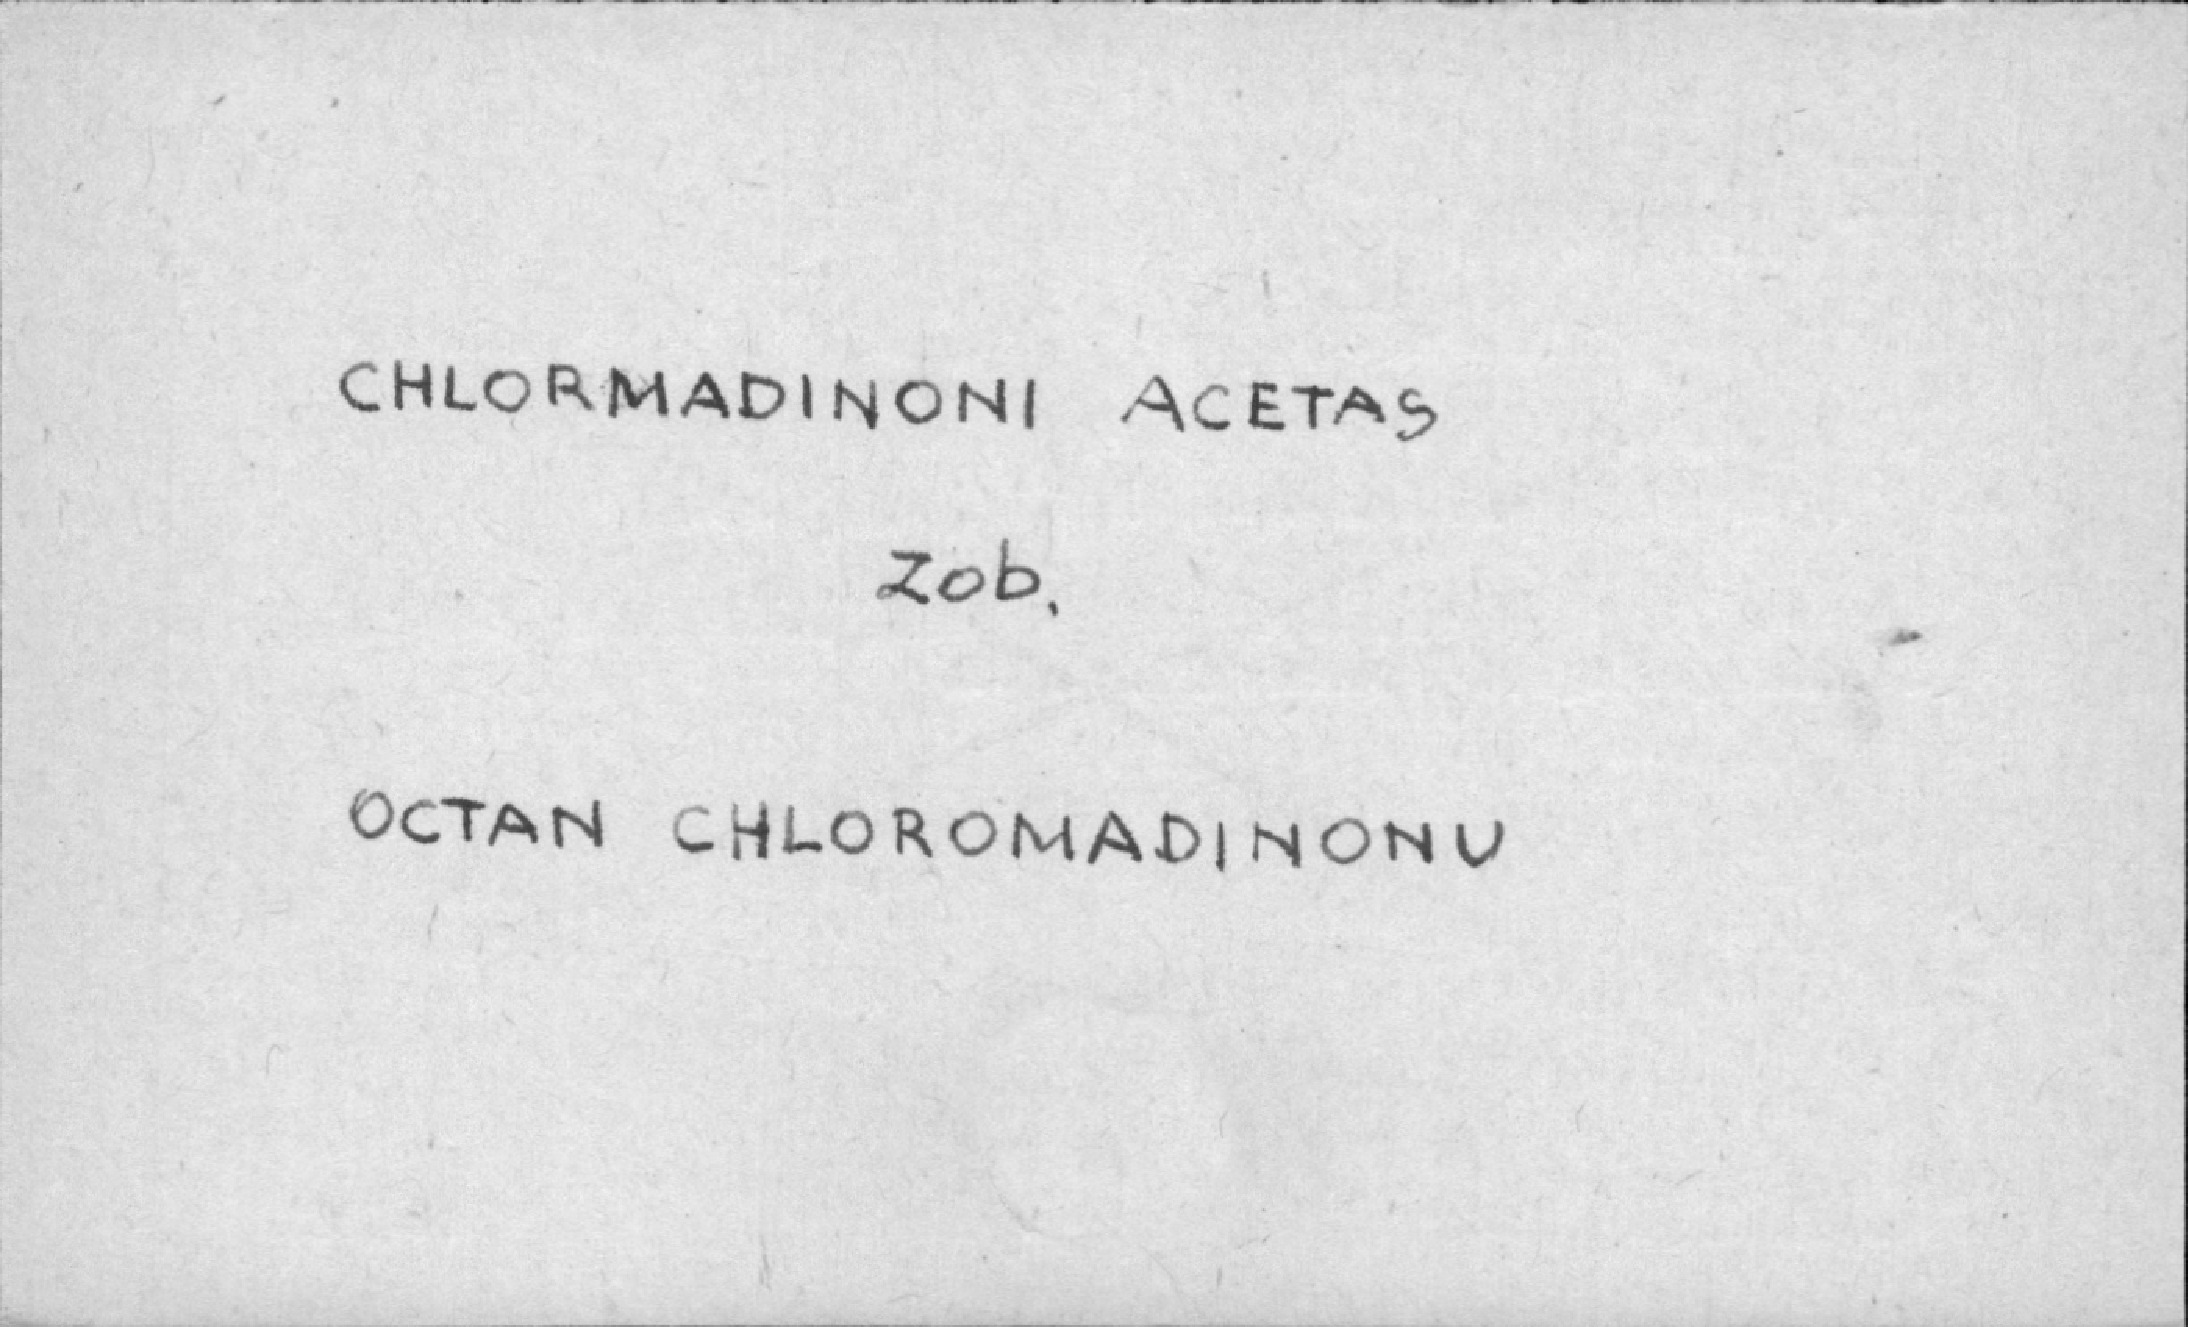 CHLORMADINONI ACETAS
Zob.
OCTAN CHLOROMADINONU